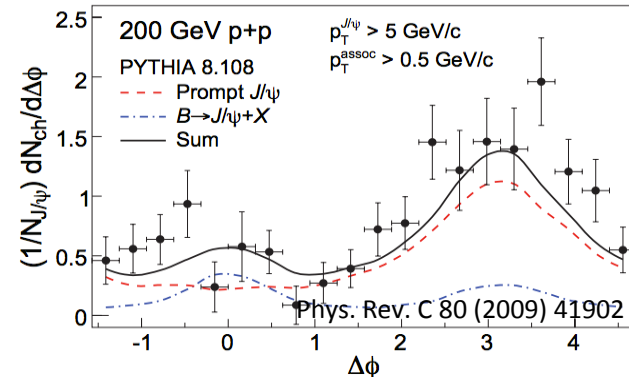 200 GeV p+p
p_T^{J/ψ} > 5 GeV/c
p_T^{assoc} > 0.5 GeV/c
PYTHIA 8.108
Prompt J/ψ
B→J/ψ+X
Sum
(1/N_{J/ψ}) dN_{ch}/dΔϕ
2.5
2
1.5
1
0.5
0
Phys. Rev. C 80 (2009) 41902
-1 0 1 2 3 4
Δϕ